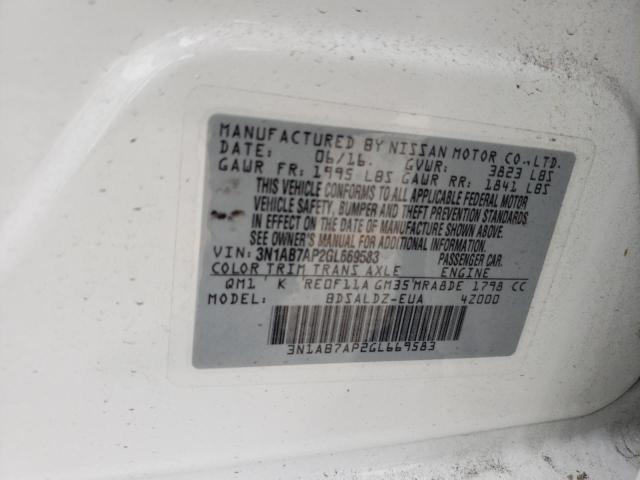 MANUFACTURED BY NISSAN MOTOR CO.,LTD.
DATE: 06/16. GVWR: 3823 LBS
GAWR FR: 1995 LBS GAWR RR: 1841 LBS
THIS VEHICLE CONFORMS TO ALL APPLICABLE FEDERAL MOTOR
VEHICLE SAFETY, BUMPER AND THEFT PREVENTION STANDARDS
IN EFFECT ON THE DATE OF MANUFACTURE SHOWN ABOVE.
SEE OWNER'S MANUAL FOR ADDITIONAL INFORMATION
VIN: 3N1AB7AP2GL669583 PASSENGER CAR.
COLOR TRIM TRANS AXLE ENGINE
QM1 K RE0F11A GM35 MRA8DE 1798 CC
MODEL: BDSALDZ-EUA 42000
3N1AB7AP2GL669583